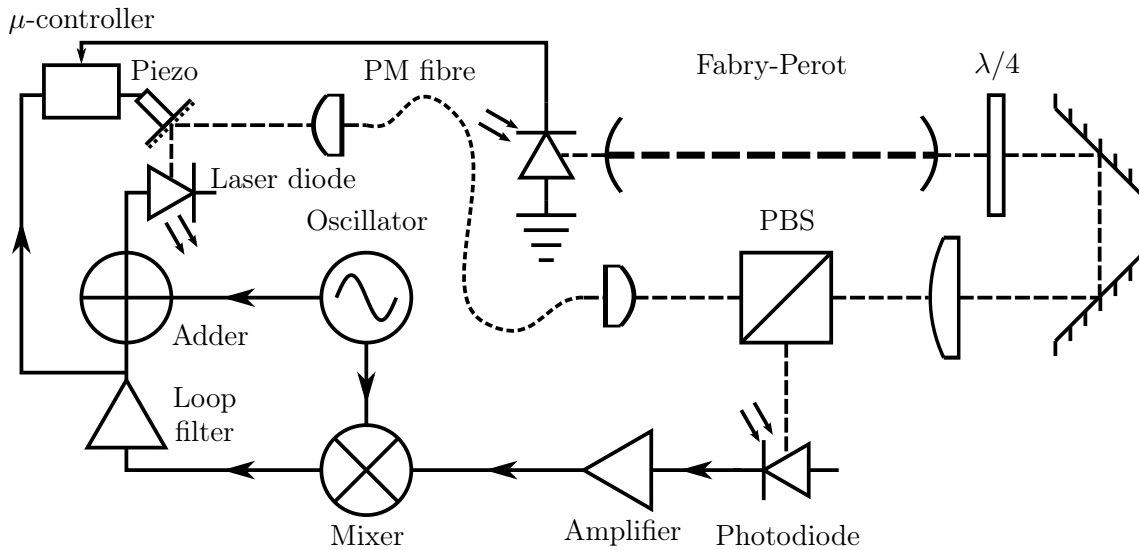 μ-controller
Piezo
PM fibre
Fabry-Perot
λ/4
Laser diode
Oscillator
PBS
Adder
Loop
filter
Mixer
Amplifier
Photodiode